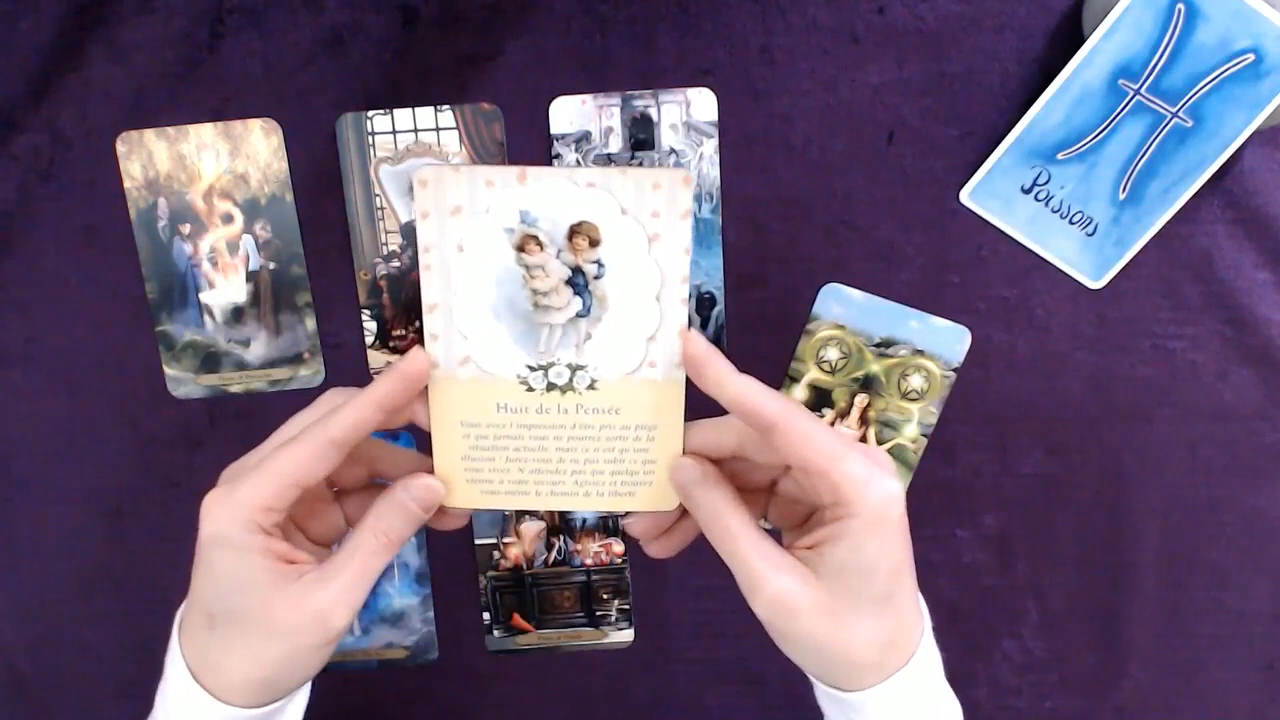 Poissons
Huit de la Pensée
Vous avez l'impression d'être pris au piège
et que jamais vous ne pourrez sortir de la
situation actuelle, mais ce n'est qu'une
illusion ! Jurez-vous de ne pas subir ce que
vous vivez. N'attendez pas que quelqu'un
vienne à votre secours. Agissez et trouvez
vous-même le chemin de la liberté